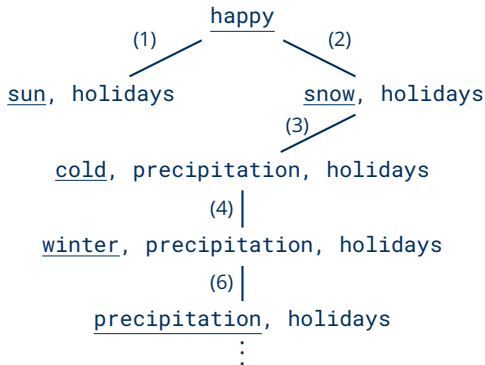 happy
(1) (2)
sun, holidays snow, holidays
(3)
cold, precipitation, holidays
(4)
winter, precipitation, holidays
(6)
precipitation, holidays
⋮